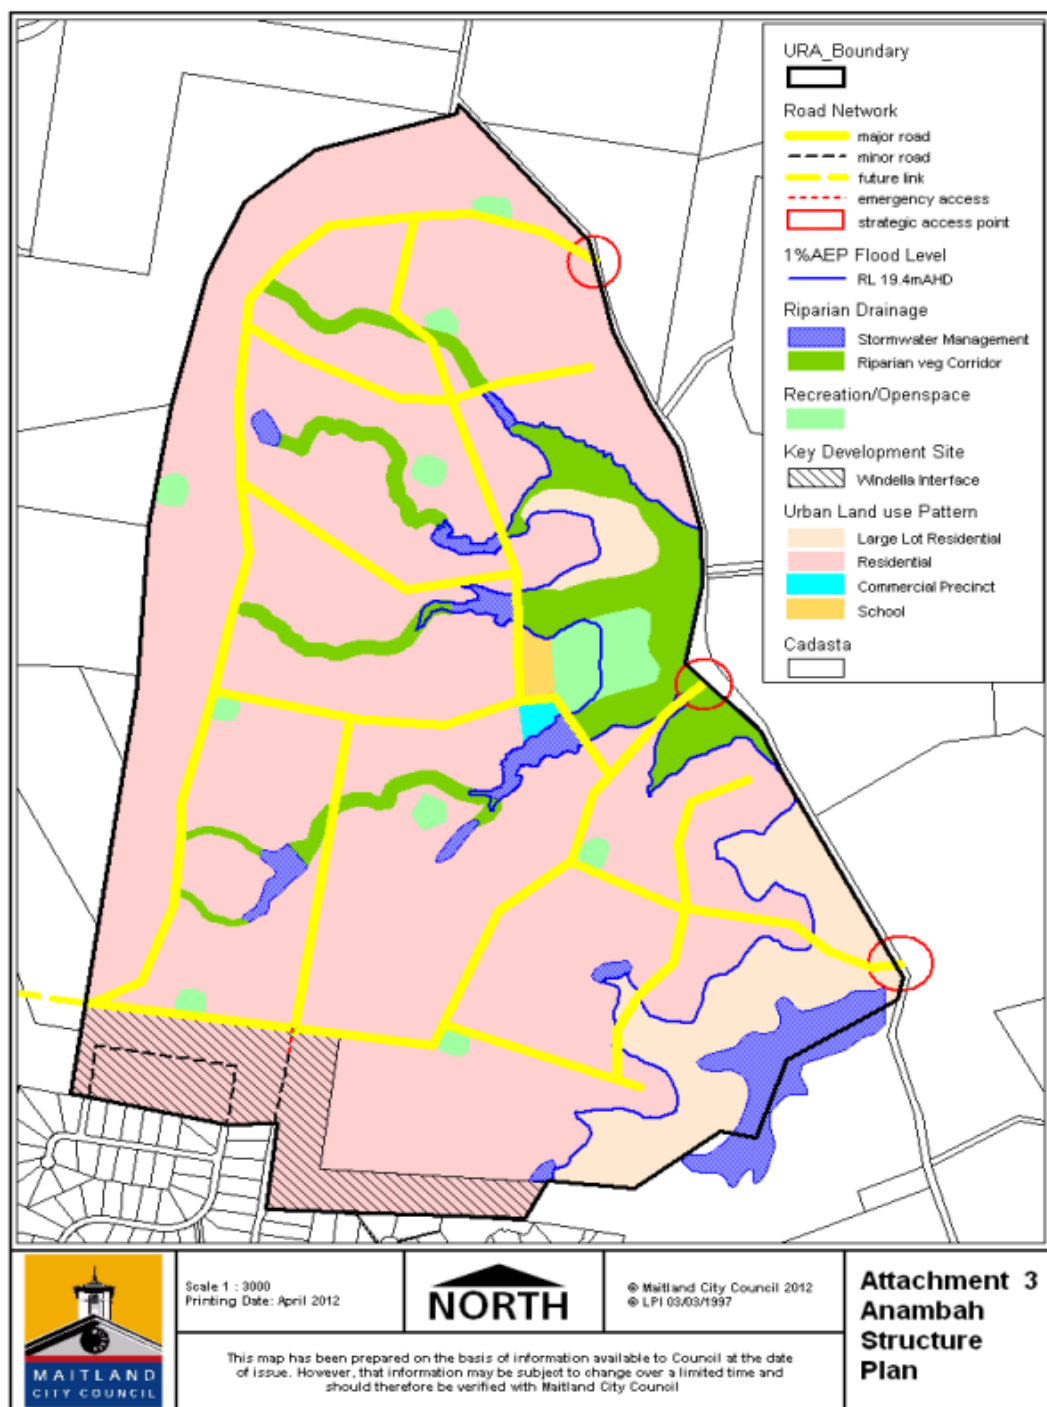 URA_Boundary
Road Network
major road
minor road
future link
emergency access
strategic access point
1%AEP Flood Level
RL 19.4mAHD
Riparian Drainage
Stormwater Management
Riparian veg Corridor
Recreation/Openspace
Key Development Site
Windella Interface
Urban Land use Pattern
Large Lot Residential
Residential
Commercial Precinct
School
Cadasta
MAITLAND
CITY COUNCIL
Scale 1 : 3000
Printing Date: April 2012
NORTH
© Maitland City Council 2012
© LPI 03/03/1997
This map has been prepared on the basis of information available to Council at the date
of issue. However, that information may be subject to change over a limited time and
should therefore be verified with Maitland City Council
Attachment 3
Anambah
Structure
Plan